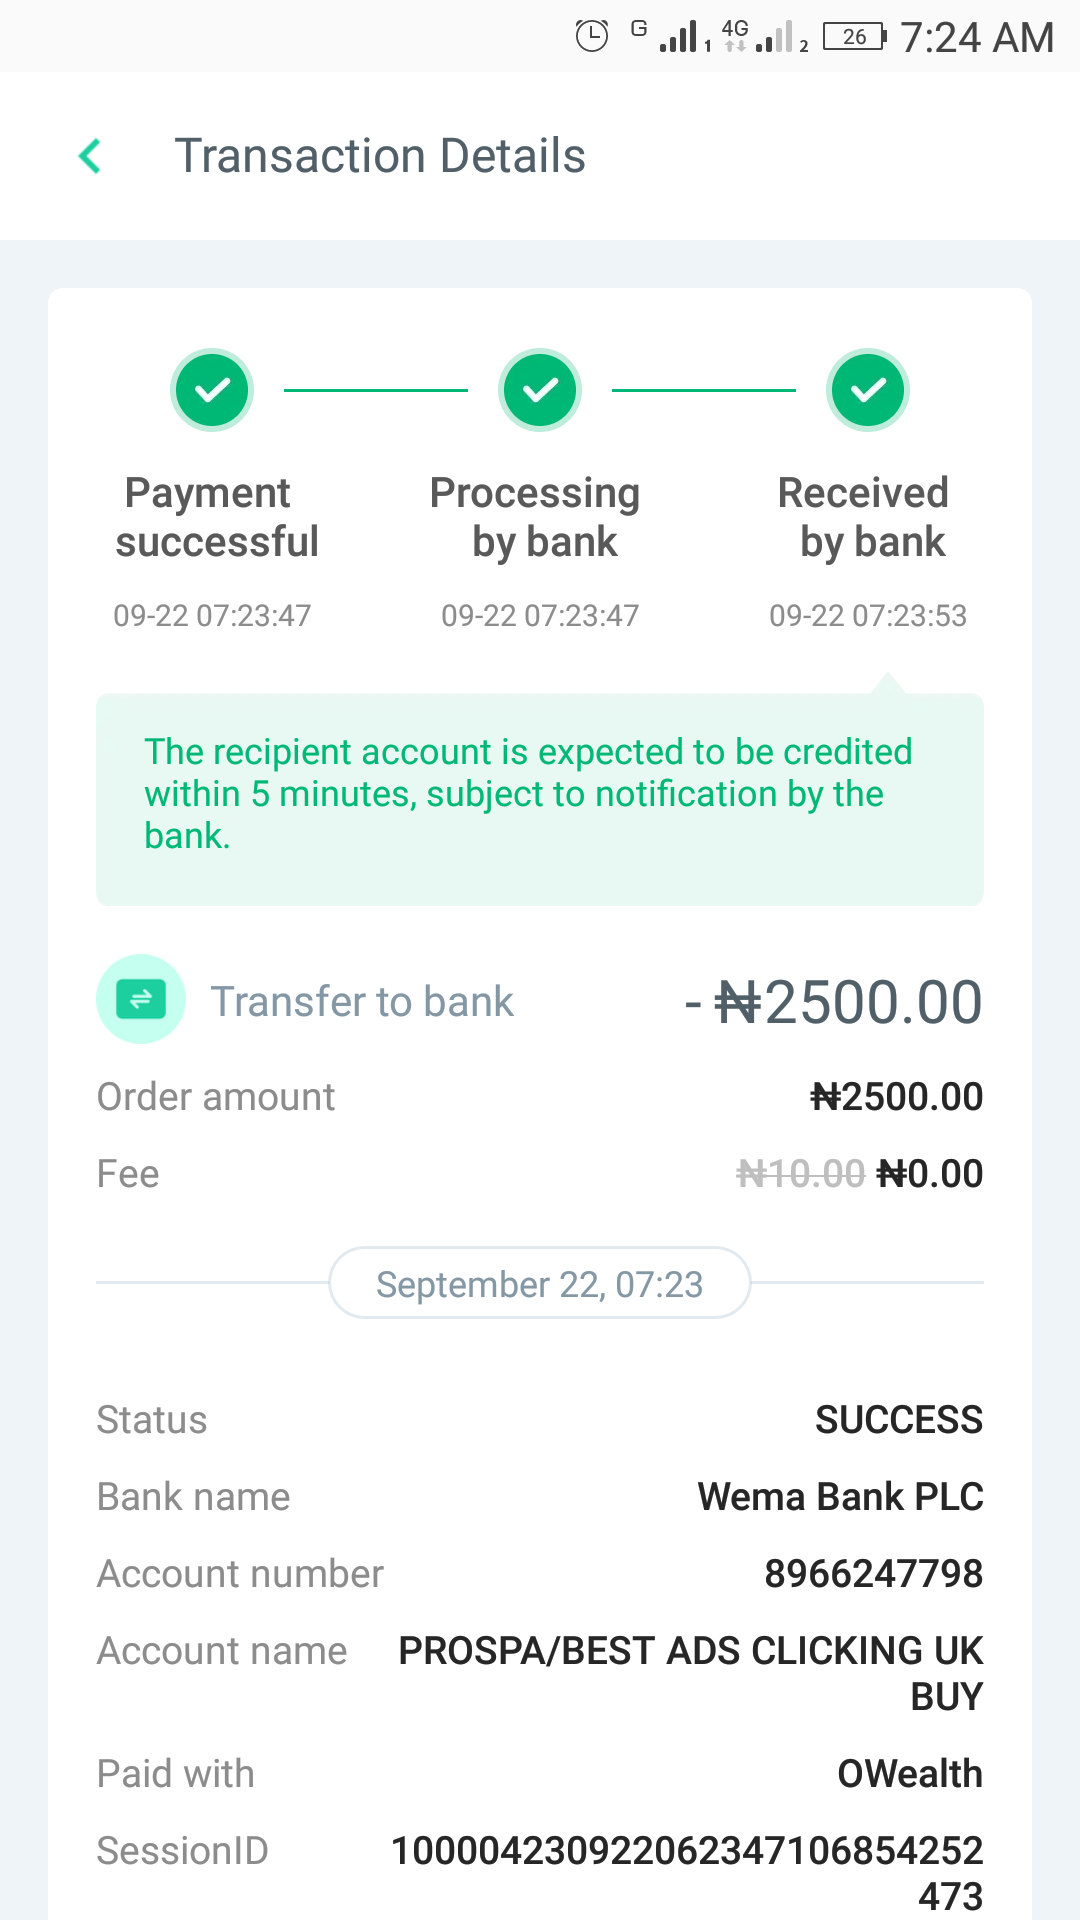 G 1 4G 2 26 7:24 AM
Transaction Details
Payment successful
Processing by bank
Received by bank
09-22 07:23:47 09-22 07:23:47 09-22 07:23:53
The recipient account is expected to be credited
within 5 minutes, subject to notification by the
bank.
Transfer to bank - ₦2500.00
Order amount ₦2500.00
Fee ₦10.00 ₦0.00
September 22, 07:23
Status SUCCESS
Bank name Wema Bank PLC
Account number 8966247798
Account name PROSPA/BEST ADS CLICKING UK
BUY
Paid with OWealth
SessionID 100004230922062347106854252
473